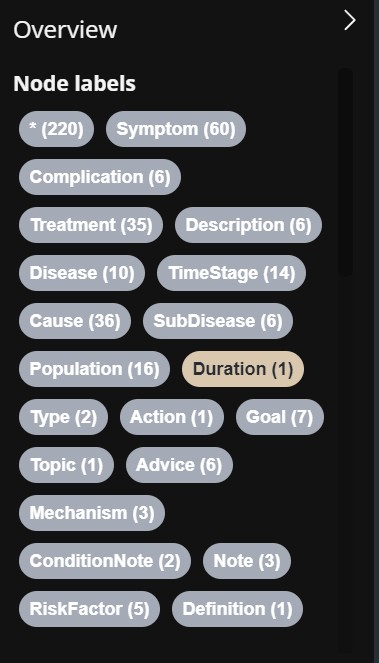 Overview
Node labels
* (220) Symptom (60)
Complication (6)
Treatment (35) Description (6)
Disease (10) TimeStage (14)
Cause (36) SubDisease (6)
Population (16) Duration (1)
Type (2) Action (1) Goal (7)
Topic (1) Advice (6)
Mechanism (3)
ConditionNote (2) Note (3)
RiskFactor (5) Definition (1)